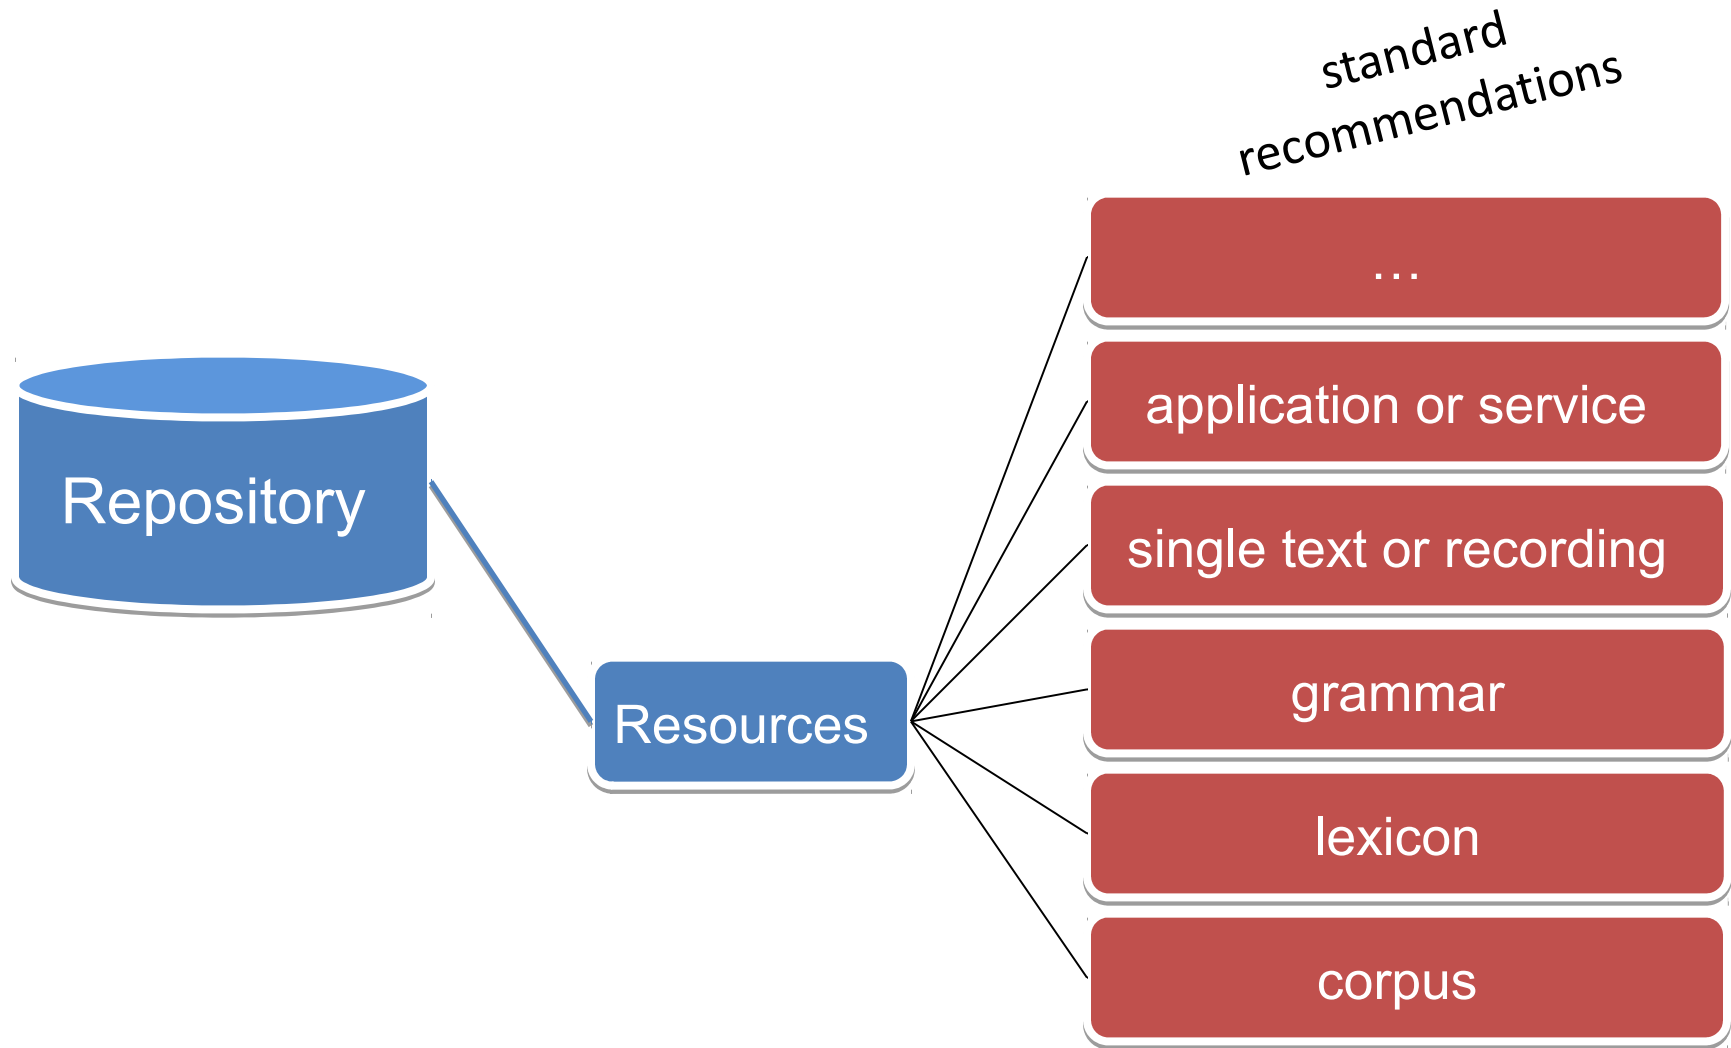 standard
recommendations
…
application or service
Repository
single text or recording
grammar
Resources
lexicon
corpus